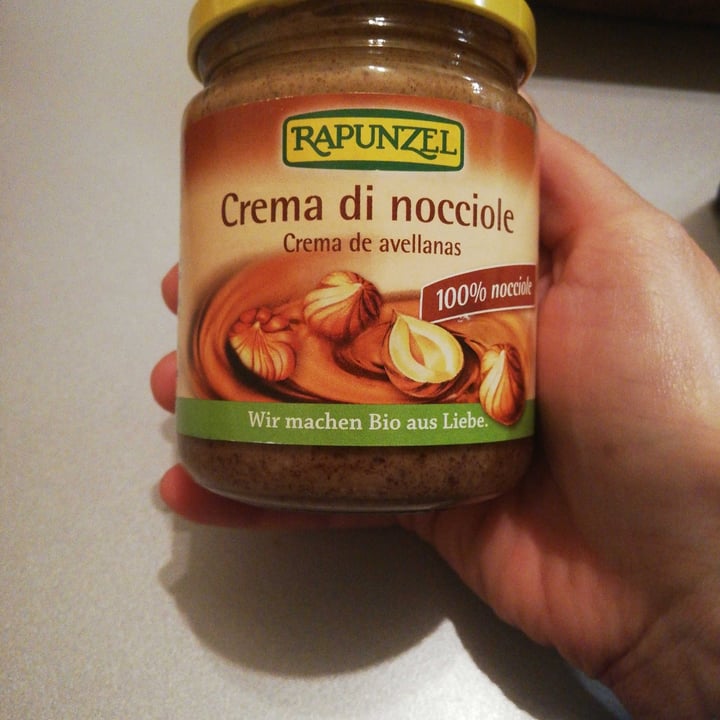 RAPUNZEL
Crema di nocciole
Crema de avellanas
100% nocciole
Wir machen Bio aus Liebe.